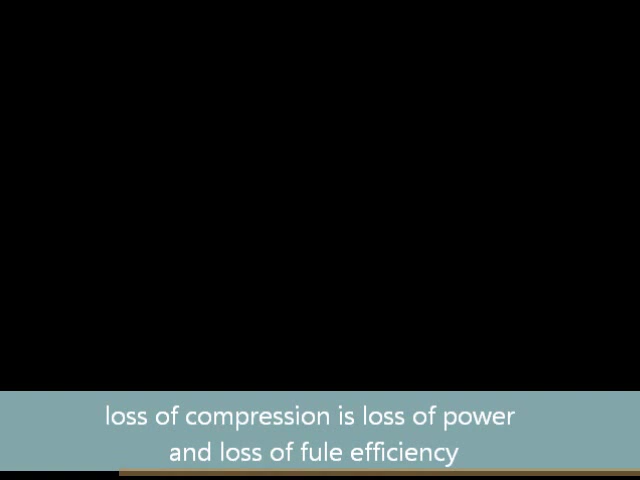 loss of compression is loss of power
and loss of fule efficiency